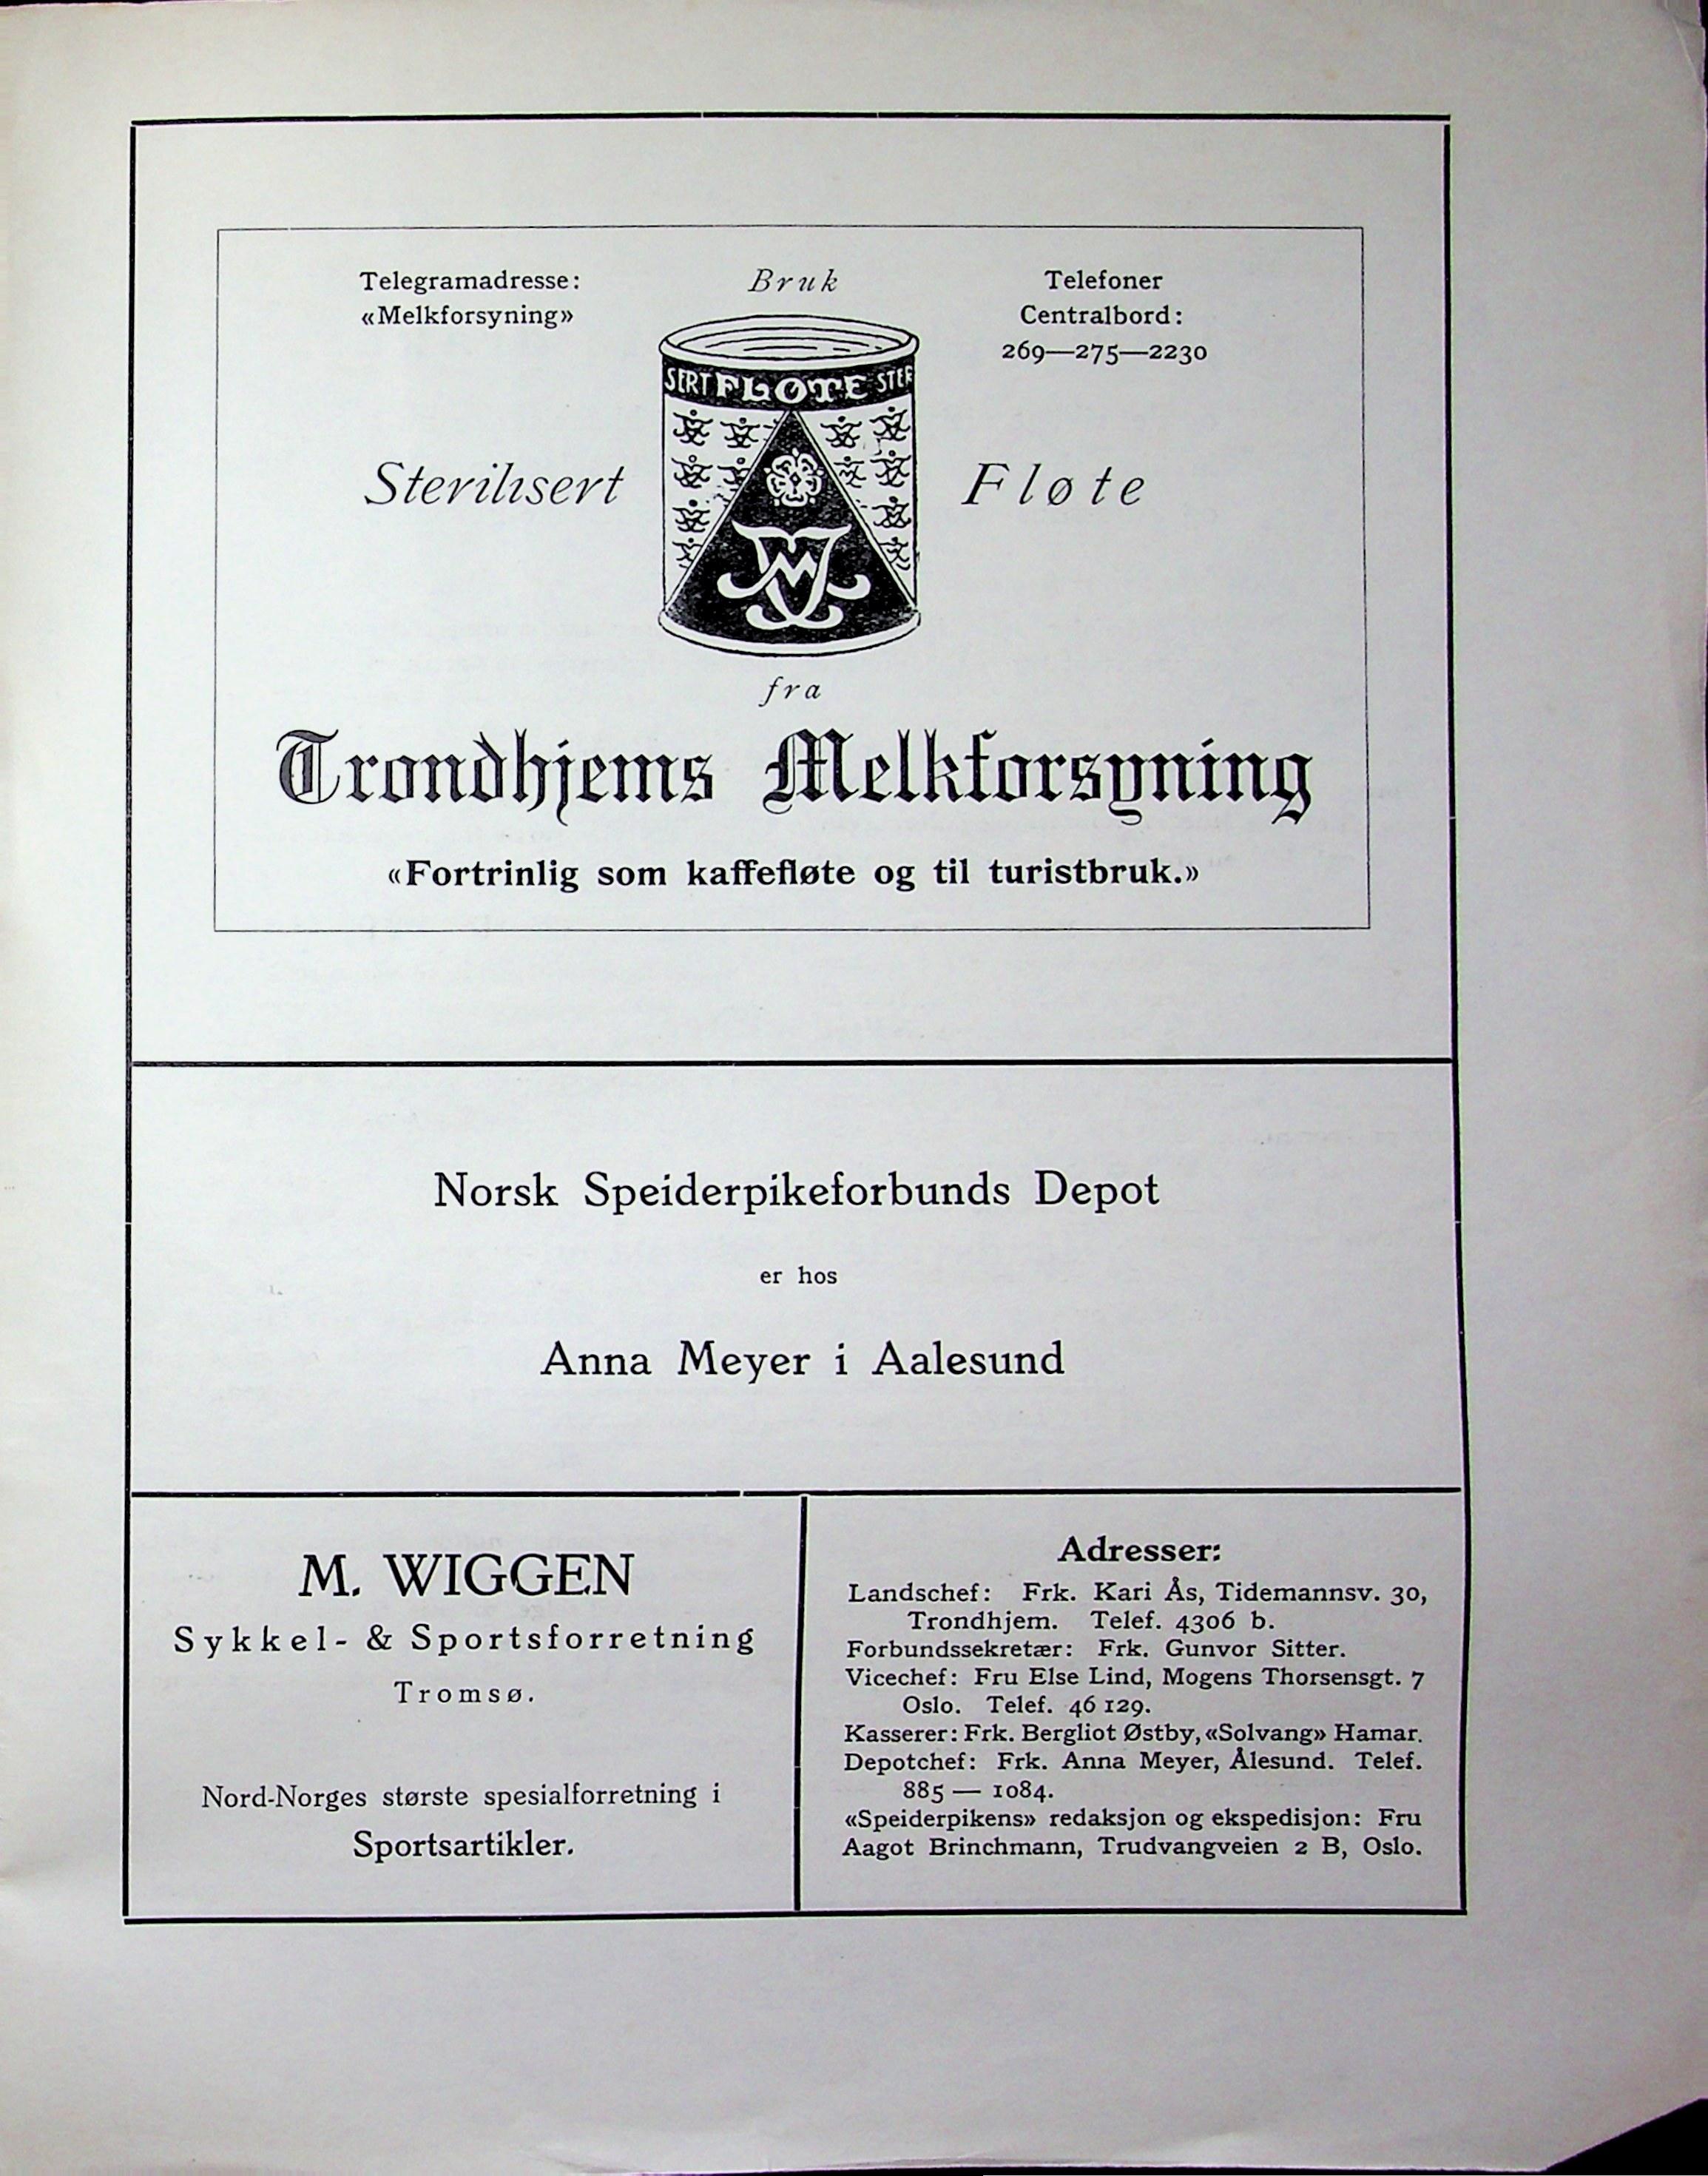 Telegramadresse:
«Melkforsyning»
Bruk
Telefoner
Centralbord:
269—275—2230
SERT FLØTE STER
Sterilisert
Fløte
fra
Trondhjems Melkforsyning
«Fortrinlig som kaffefløte og til turistbruk.»
Norsk Speiderpikeforbunds Depot
er hos
Anna Meyer i Aalesund
M. WIGGEN
Sykkel- & Sportsforretning
Tromsø.
Nord-Norges største spesialforretning i
Sportsartikler.
Adresser:
Landschef: Frk. Kari Ås, Tidemannsv. 30,
Trondhjem. Telef. 4306 b.
Forbundssekretær: Frk. Gunvor Sitter.
Vicechef: Fru Else Lind, Mogens Thorsensgt. 7
Oslo. Telef. 46 129.
Kasserer: Frk. Bergliot Østby, «Solvang» Hamar.
Depotchef: Frk. Anna Meyer, Ålesund. Telef.
885 — 1084.
«Speiderpikens» redaksjon og ekspedisjon: Fru
Aagot Brinchmann, Trudvangveien 2 B, Oslo.